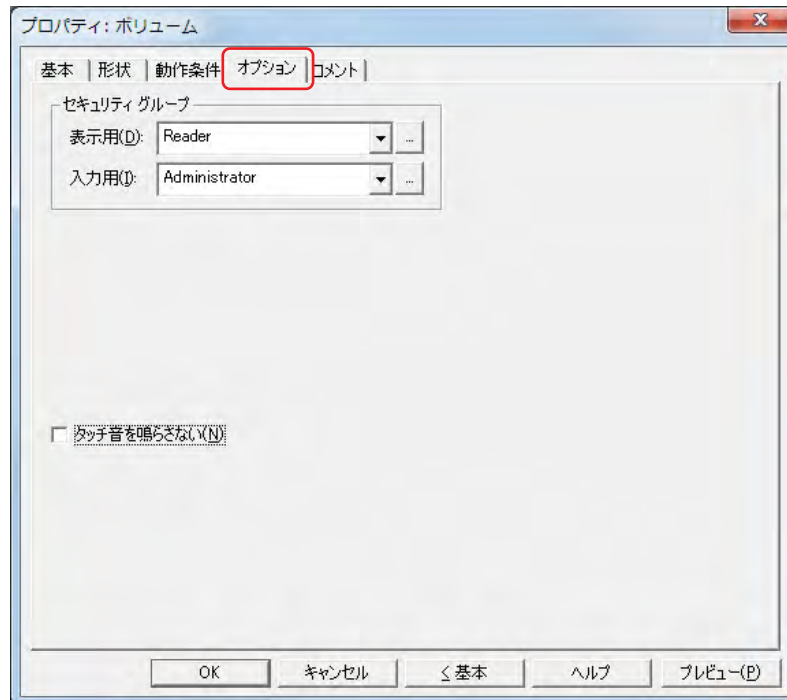 プロパティ: ボリューム
基本 形状 動作条件 オプション コメント
セキュリティ グループ
表示用(D): Reader ...
入力用(I): Administrator ...
タッチ音を鳴らさない(N)
OK キャンセル < 基本 ヘルプ プレビュー(P)